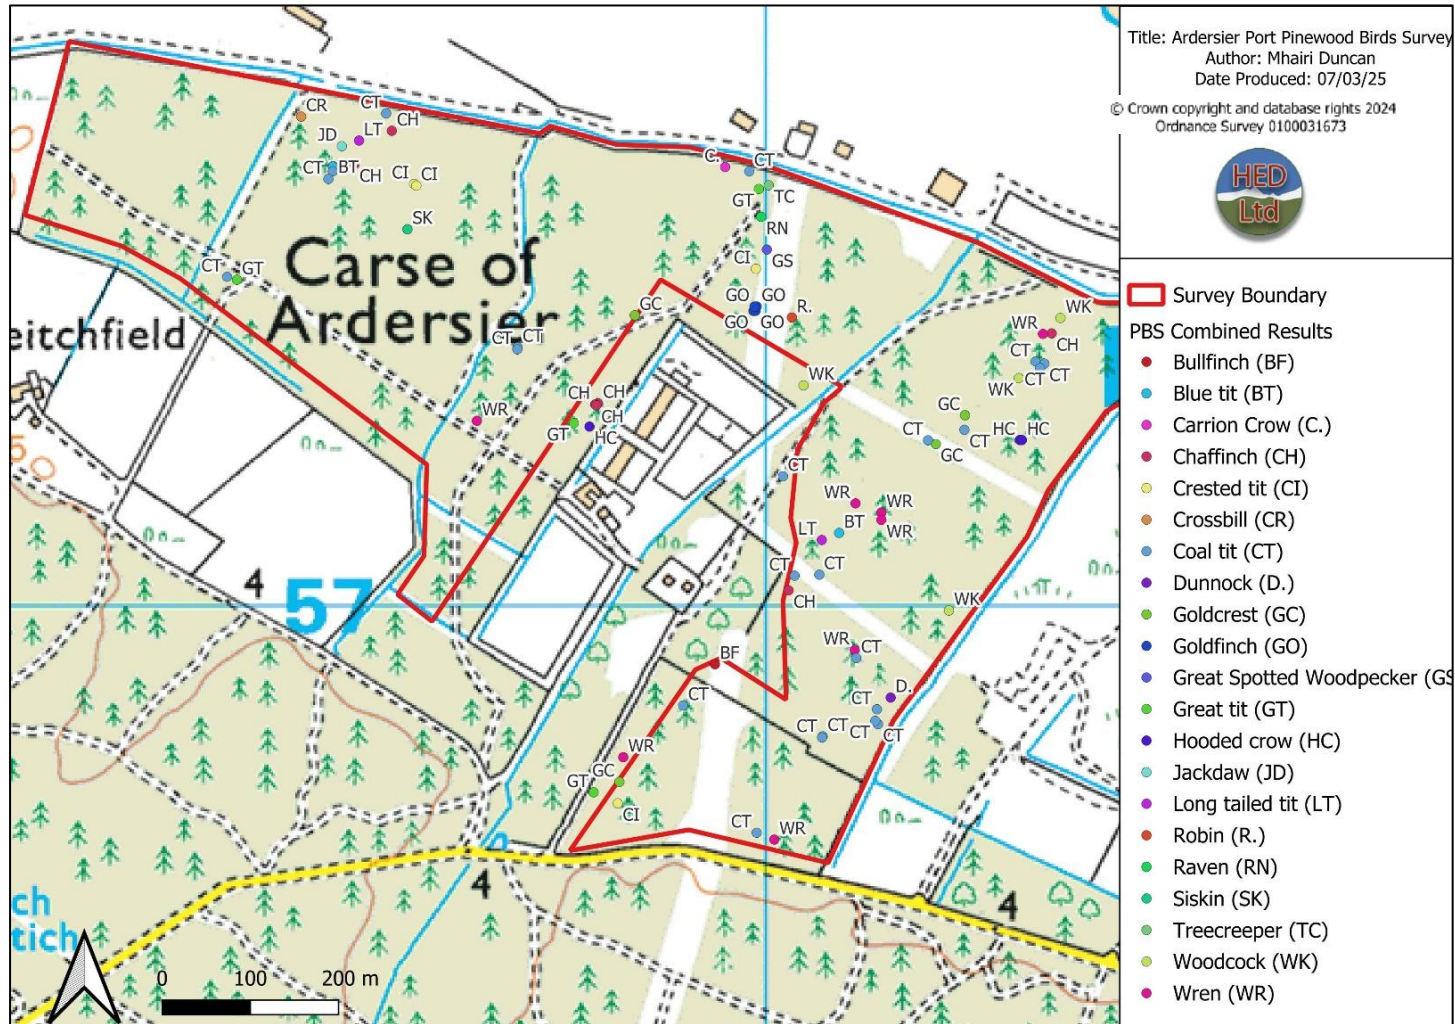 Title: Ardersier Port Pinewood Birds Survey
Author: Mhairi Duncan
Date Produced: 07/03/25
© Crown copyright and database rights 2024
Ordnance Survey 0100031673
HED
Ltd
Survey Boundary
PBS Combined Results
Bullfinch (BF)
Blue tit (BT)
Carrion Crow (C.)
Chaffinch (CH)
Crested tit (CI)
Crossbill (CR)
Coal tit (CT)
Dunnock (D.)
Goldcrest (GC)
Goldfinch (GO)
Great Spotted Woodpecker (GS
Great tit (GT)
Hooded crow (HC)
Jackdaw (JD)
Long tailed tit (LT)
Robin (R.)
Raven (RN)
Siskin (SK)
Treecreeper (TC)
Woodcock (WK)
Wren (WR)
CR
CT
CH
LT
JD
CT
BT
CH
CI
CI
SK
C.
CT
GT
TC
RN
GS
CI
GO
GO
GO
GO
R.
CT
GT
Carse of
Ardersier
eitchfield
GC
CT
CT
WK
WR
CH
CT
CT
WK
CT
WK
GC
CT
GC
CT
HC
HC
WR
CH
CH
CH
GT
HC
CT
WR
WR
WR
LT
BT
CT
CT
CH
WK
4
57
WR
CT
BF
CT
D.
CT
CT
CT
CT
CT
WR
GC
GT
CI
CT
WR
4
4
ch
tich
0
100
200 m